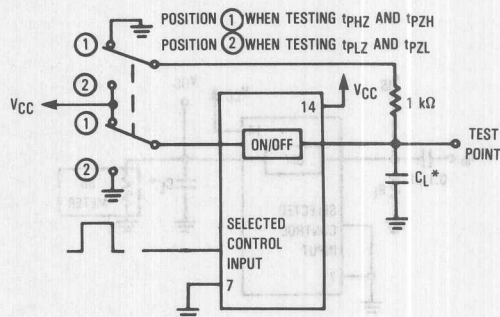 POSITION ① WHEN TESTING tPHZ AND tPZH
POSITION ② WHEN TESTING tPLZ AND tPZL
①
②
VCC
①
②
14
VCC
1 kΩ
ON/OFF
TEST
POINT
CL*
SELECTED
CONTROL
INPUT
7